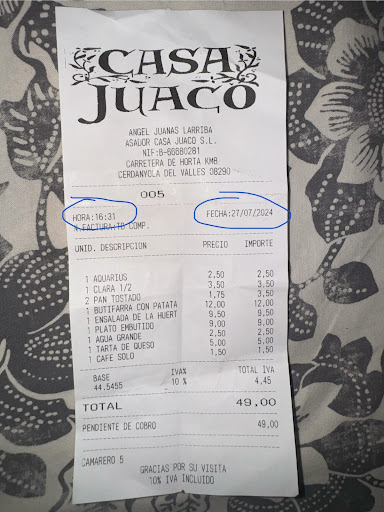 CASA
JUACO
ANGEL JUANAS LARRIBA
ASADOR CASA JUACO S.L.
NIF:B-66680281
CARRETERA DE HORTA KM8
CERDANYOLA DEL VALLES 08290
005
HORA:16:31 FECHA:27/07/2024
N.FACTURA:TB.COMP.
UNID. DESCRIPCION PRECIO IMPORTE
1 AQUARIUS 2,50 2,50
1 CLARA 1/2 3,50 3,50
2 PAN TOSTADO 1,75 3,50
1 BUTIFARRA CON PATATA 12,00 12,00
1 ENSALADA DE LA HUERT 9,50 9,50
1 PLATO EMBUTIDO 9,00 9,00
1 AGUA GRANDE 2,50 2,50
1 TARTA DE QUESO 5,00 5,00
1 CAFE SOLO 1,50 1,50
BASE IVA% TOTAL IVA
44.5455 10 % 4,45
TOTAL 49,00
PENDIENTE DE COBRO 49,00
CAMARERO 5
GRACIAS POR SU VISITA
10% IVA INCLUIDO